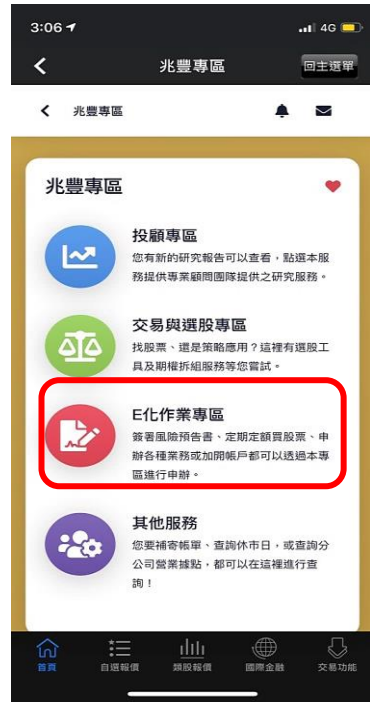 3:06 4G
兆豐專區 回主選單
兆豐專區
兆豐專區
投顧專區
您有新的研究報告可以查看，點選本服
務提供專業顧問團隊提供之研究服務。
交易與選股專區
找股票、還是策略應用？這裡有選股工
具及期權拆組服務等您嘗試。
E化作業專區
簽署風險預告書、定期定額買股票、申
辦各種業務或加開帳戶都可以透過本專
區進行申辦。
其他服務
您要補寄帳單、查詢休市日，或查詢分
公司營業據點，都可以在這裡進行查
詢！
首頁 自選報價 類股報價 國際金融 交易功能